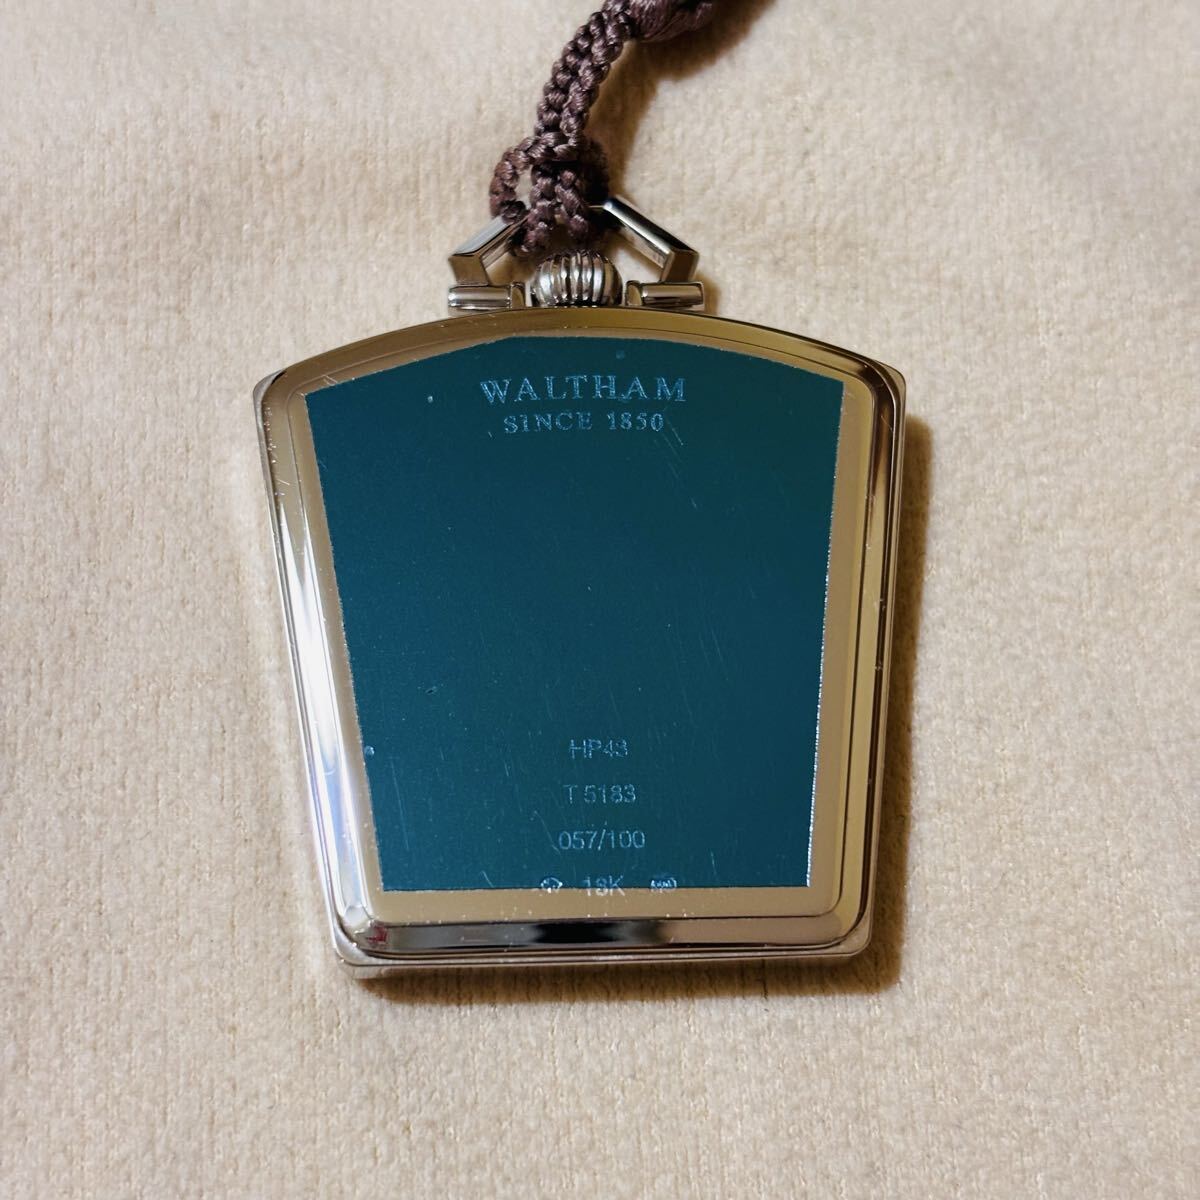 WALTHAM
SINCE 1850
HP43
T 5183
057/100
18K